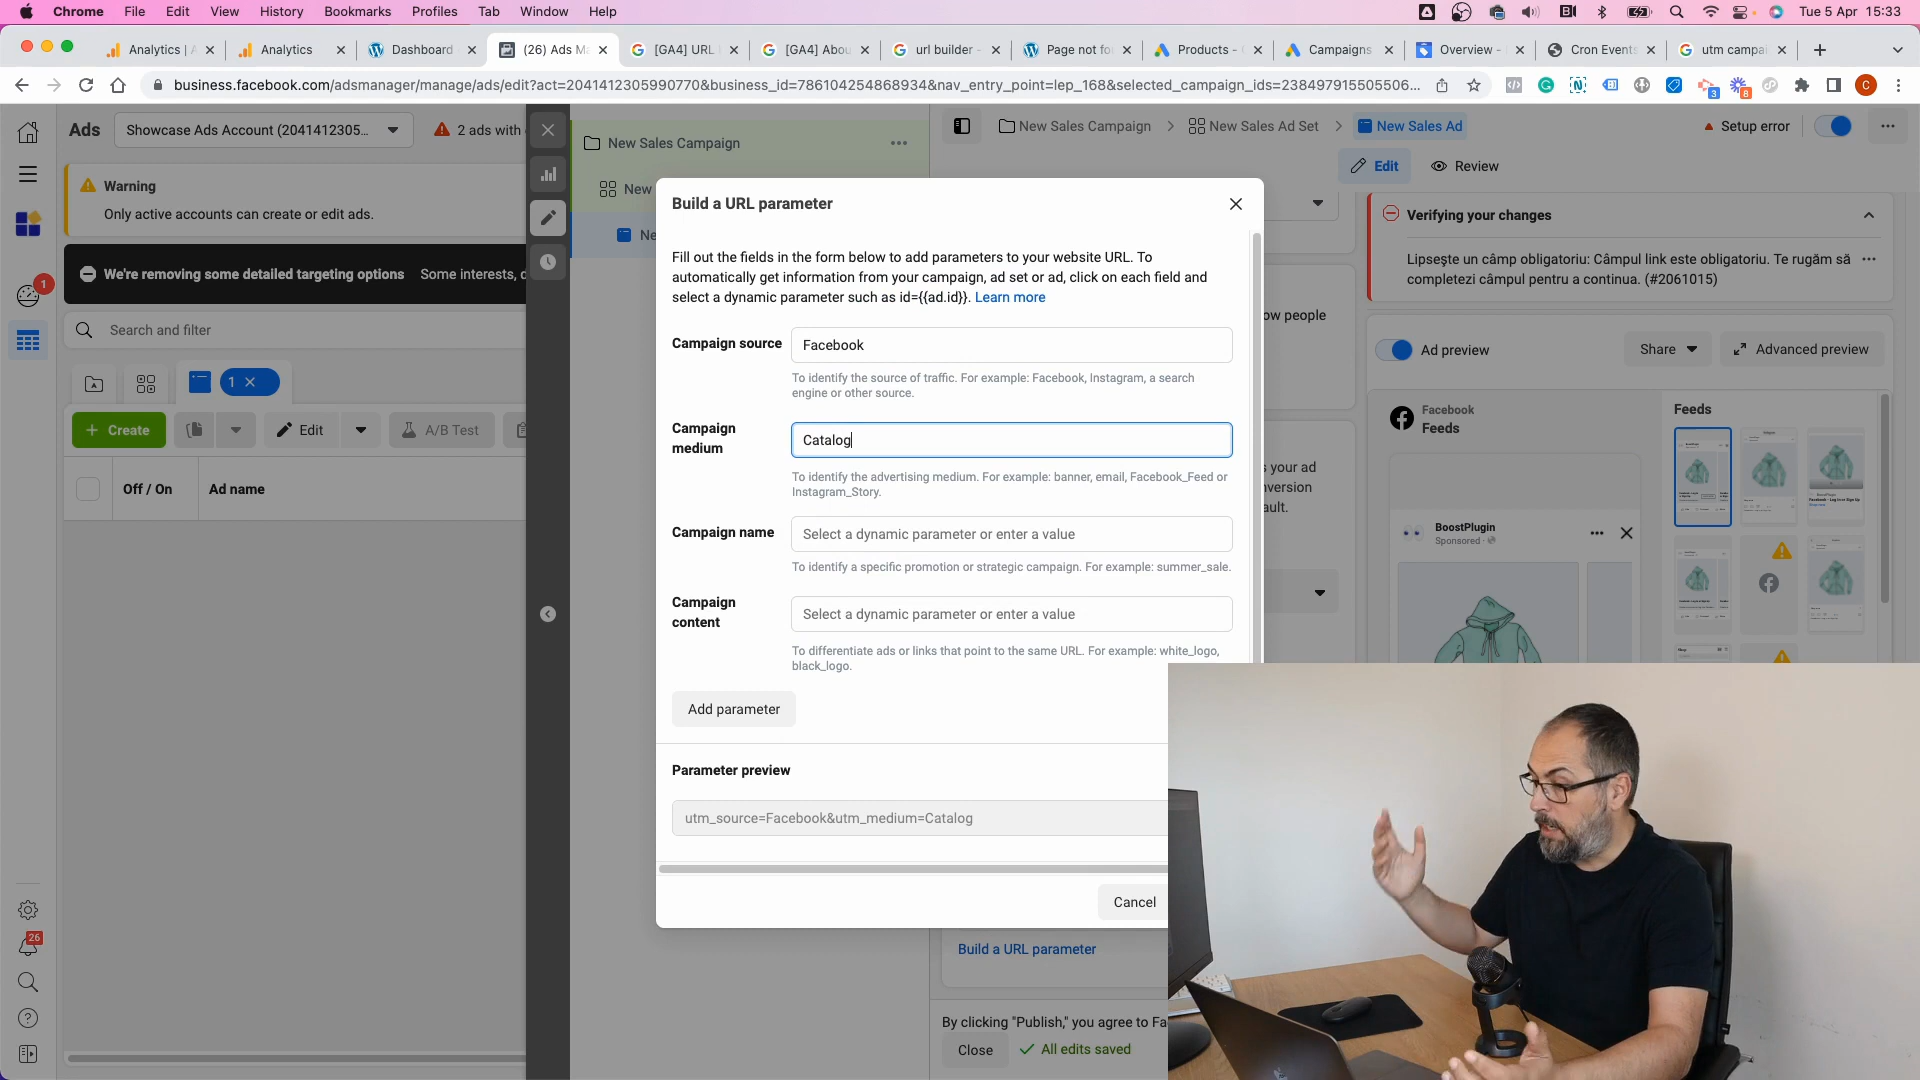 Chrome File Edit View History Bookmarks Profiles Tab Window Help Tue 5 Apr 15:33
Analytics | Analytics Dashboard (26) Ads Ma [GA4] URL [GA4] Abou url builder - Page not fo Products - Campaigns Overview - Cron Events utm campai
business.facebook.com/adsmanager/manage/ads/edit?act=2041412305990770&business_id=786104254868934&nav_entry_point=lep_168&selected_campaign_ids=238497915505506...
3 8 C
Ads Showcase Ads Account (2041412305... 2 ads with
New Sales Campaign
New Sales Campaign New Sales Ad Set New Sales Ad Setup error
Edit Review
Warning
Only active accounts can create or edit ads.
We're removing some detailed targeting options Some interests, d
1
Search and filter
1
Create Edit A/B Test
Off / On Ad name
26
New
Ne
Build a URL parameter
Fill out the fields in the form below to add parameters to your website URL. To
automatically get information from your campaign, ad set or ad, click on each field and
select a dynamic parameter such as id={{ad.id}}. Learn more
Campaign source Facebook
To identify the source of traffic. For example: Facebook, Instagram, a search
engine or other source.
Campaign
medium
Catalog
To identify the advertising medium. For example: banner, email, Facebook_Feed or
Instagram_Story.
Campaign name Select a dynamic parameter or enter a value
To identify a specific promotion or strategic campaign. For example: summer_sale.
Campaign
content
Select a dynamic parameter or enter a value
To differentiate ads or links that point to the same URL. For example: white_logo,
black_logo.
Add parameter
Parameter preview
utm_source=Facebook&utm_medium=Catalog
Cancel
Build a URL parameter
By clicking "Publish," you agree to Fa
Close All edits saved
ow people
s your ad
nversion
ault.
Verifying your changes
Lipsește un câmp obligatoriu: Câmpul link este obligatoriu. Te rugăm să
completezi câmpul pentru a continua. (#2061015)
Ad preview Share Advanced preview
Facebook
Feeds
BoostPlugin
Sponsored
Feeds